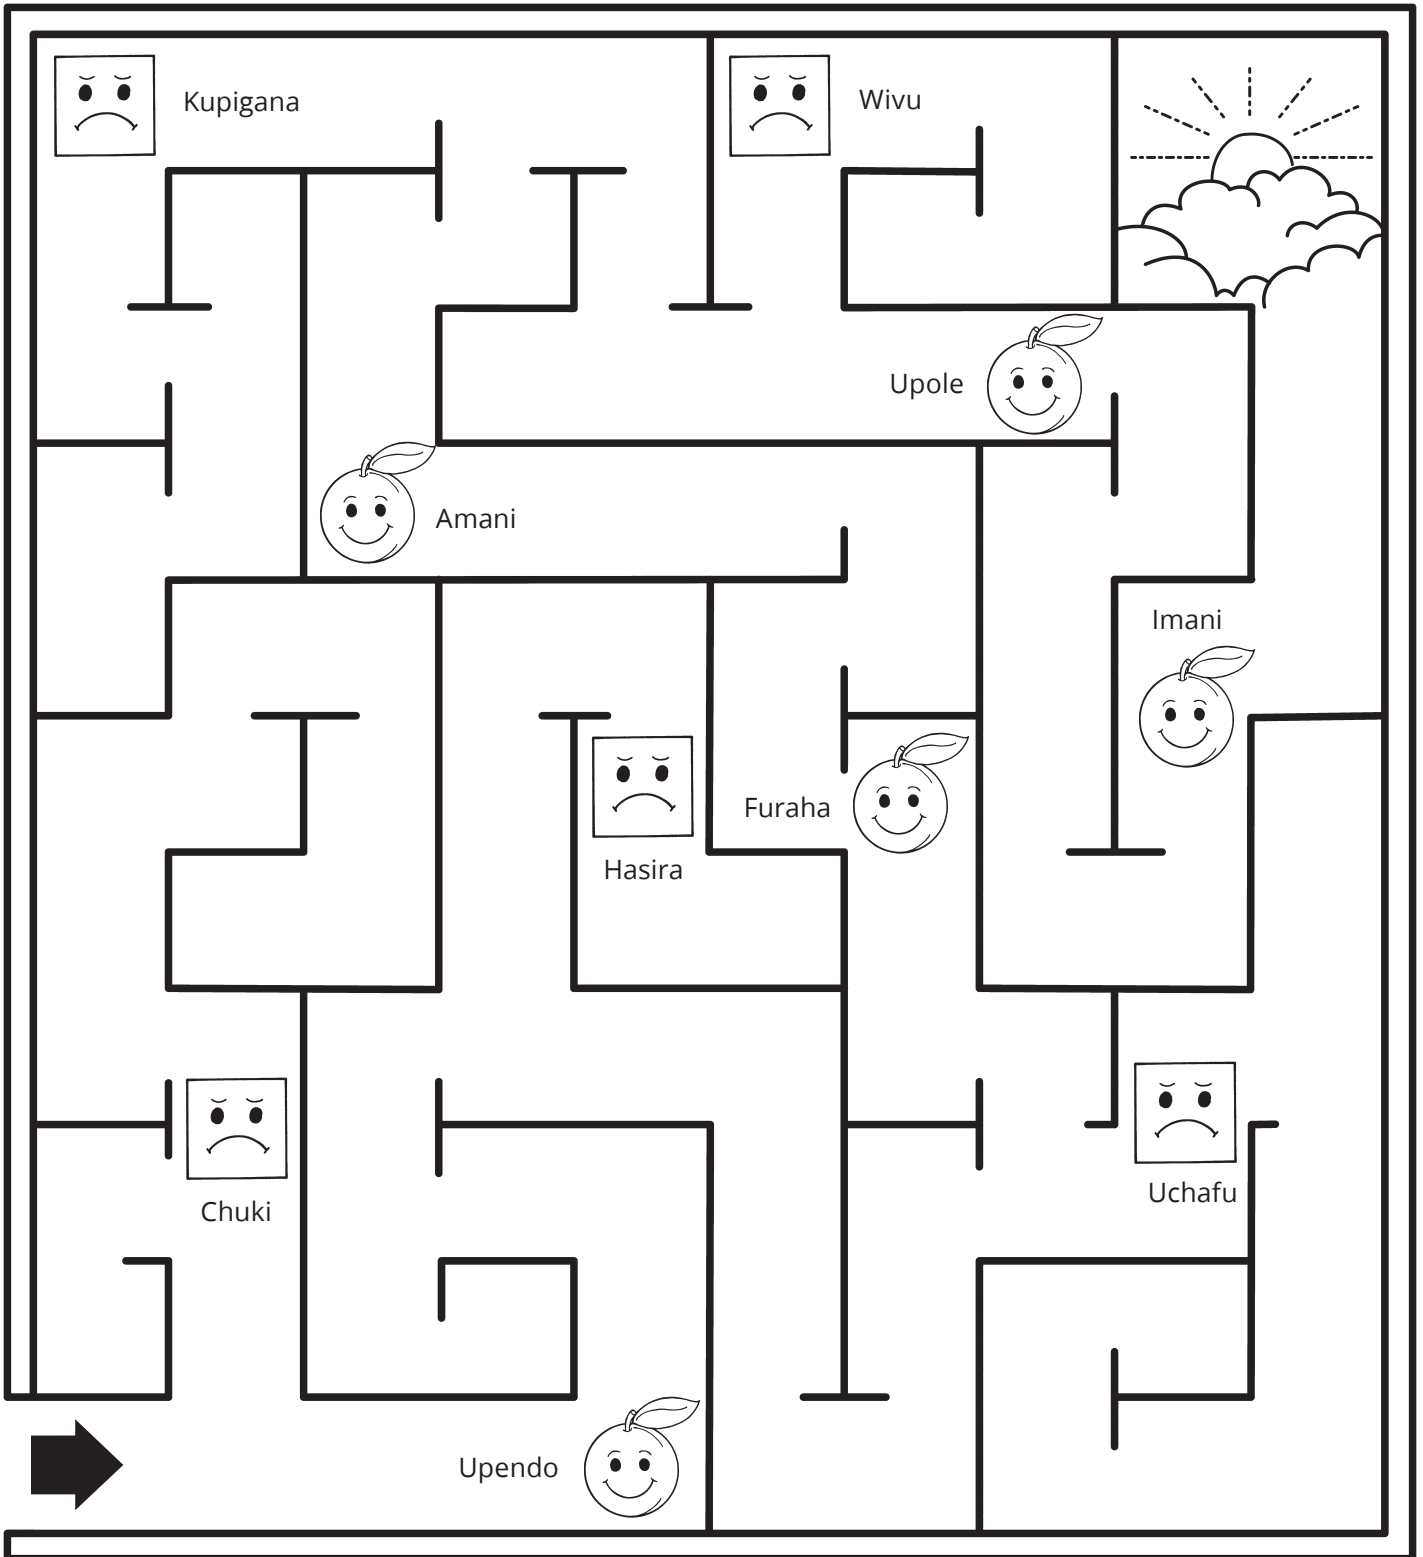 Kupigana
Wivu
Upole
Amani
Imani
Furaha
Hasira
Chuki
Uchafu
Upendo